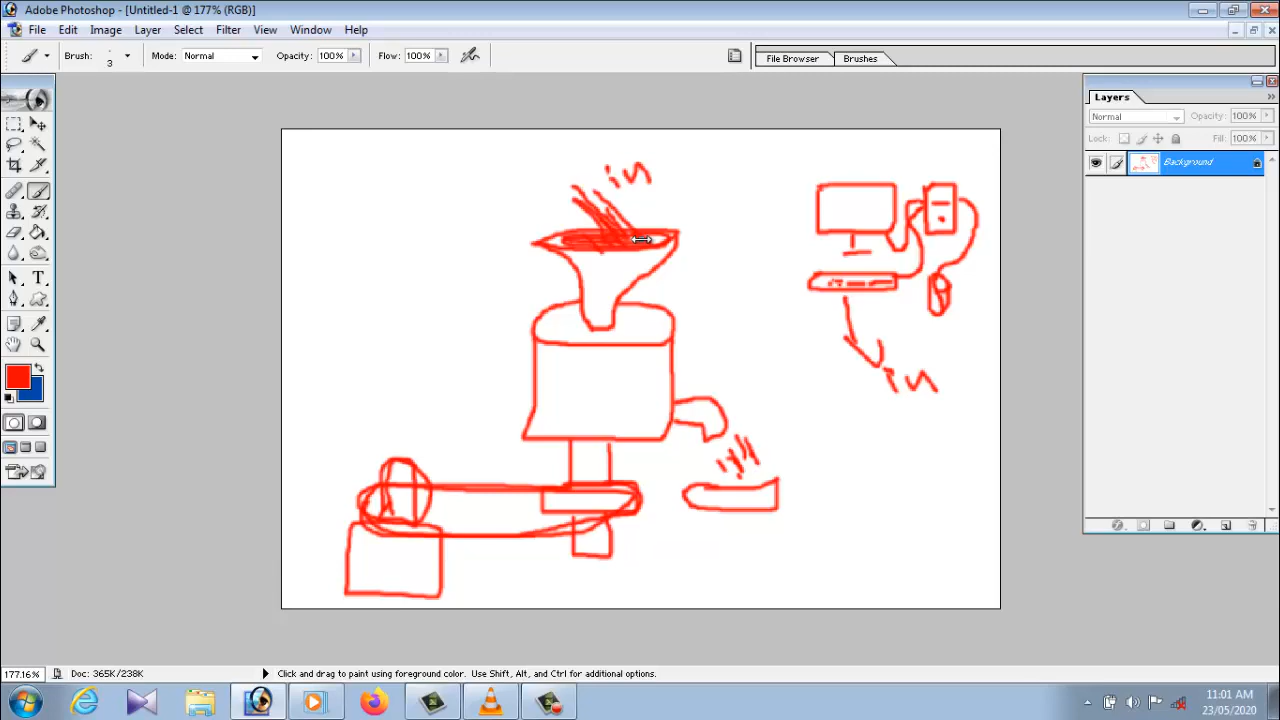 Adobe Photoshop - [Untitled-1 @ 177% (RGB)]
File Edit Image Layer Select Filter View Window Help
Brush: 3 Mode: Normal Opacity: 100% Flow: 100% File Browser Brushes
Layers
Normal Opacity: 100%
Lock: Fill: 100%
Background
in
in
T
177.16% Doc: 365K/238K Click and drag to paint using foreground color. Use Shift, Alt, and Ctrl for additional options.
11:01 AM
23/05/2020